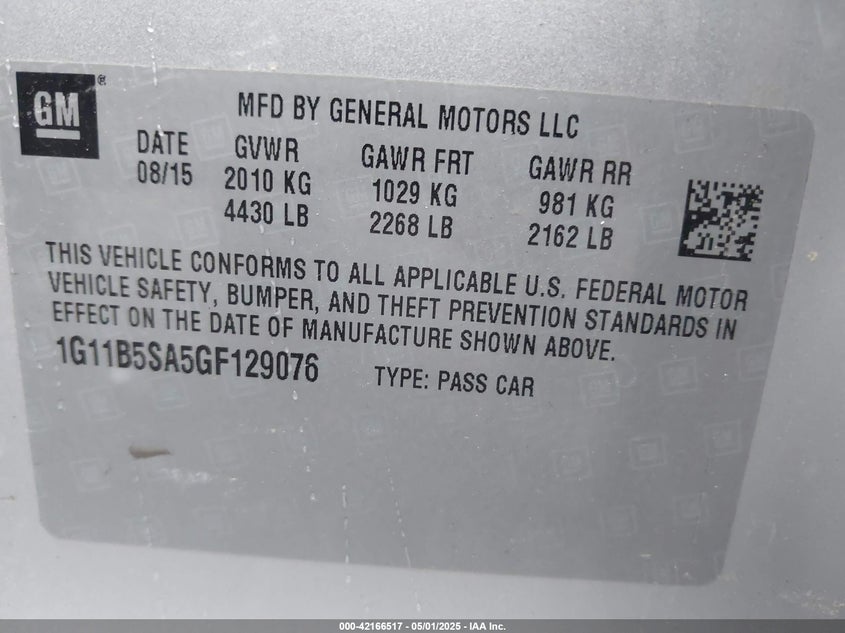 GM®
MFD BY GENERAL MOTORS LLC
DATE GVWR GAWR FRT GAWR RR
08/15 2010 KG 1029 KG 981 KG
4430 LB 2268 LB 2162 LB
THIS VEHICLE CONFORMS TO ALL APPLICABLE U.S. FEDERAL MOTOR
VEHICLE SAFETY, BUMPER, AND THEFT PREVENTION STANDARDS IN
EFFECT ON THE DATE OF MANUFACTURE SHOWN ABOVE.
1G11B5SA5GF129076 TYPE: PASS CAR
000-42166517 - 05/01/2025 - IAA Inc.